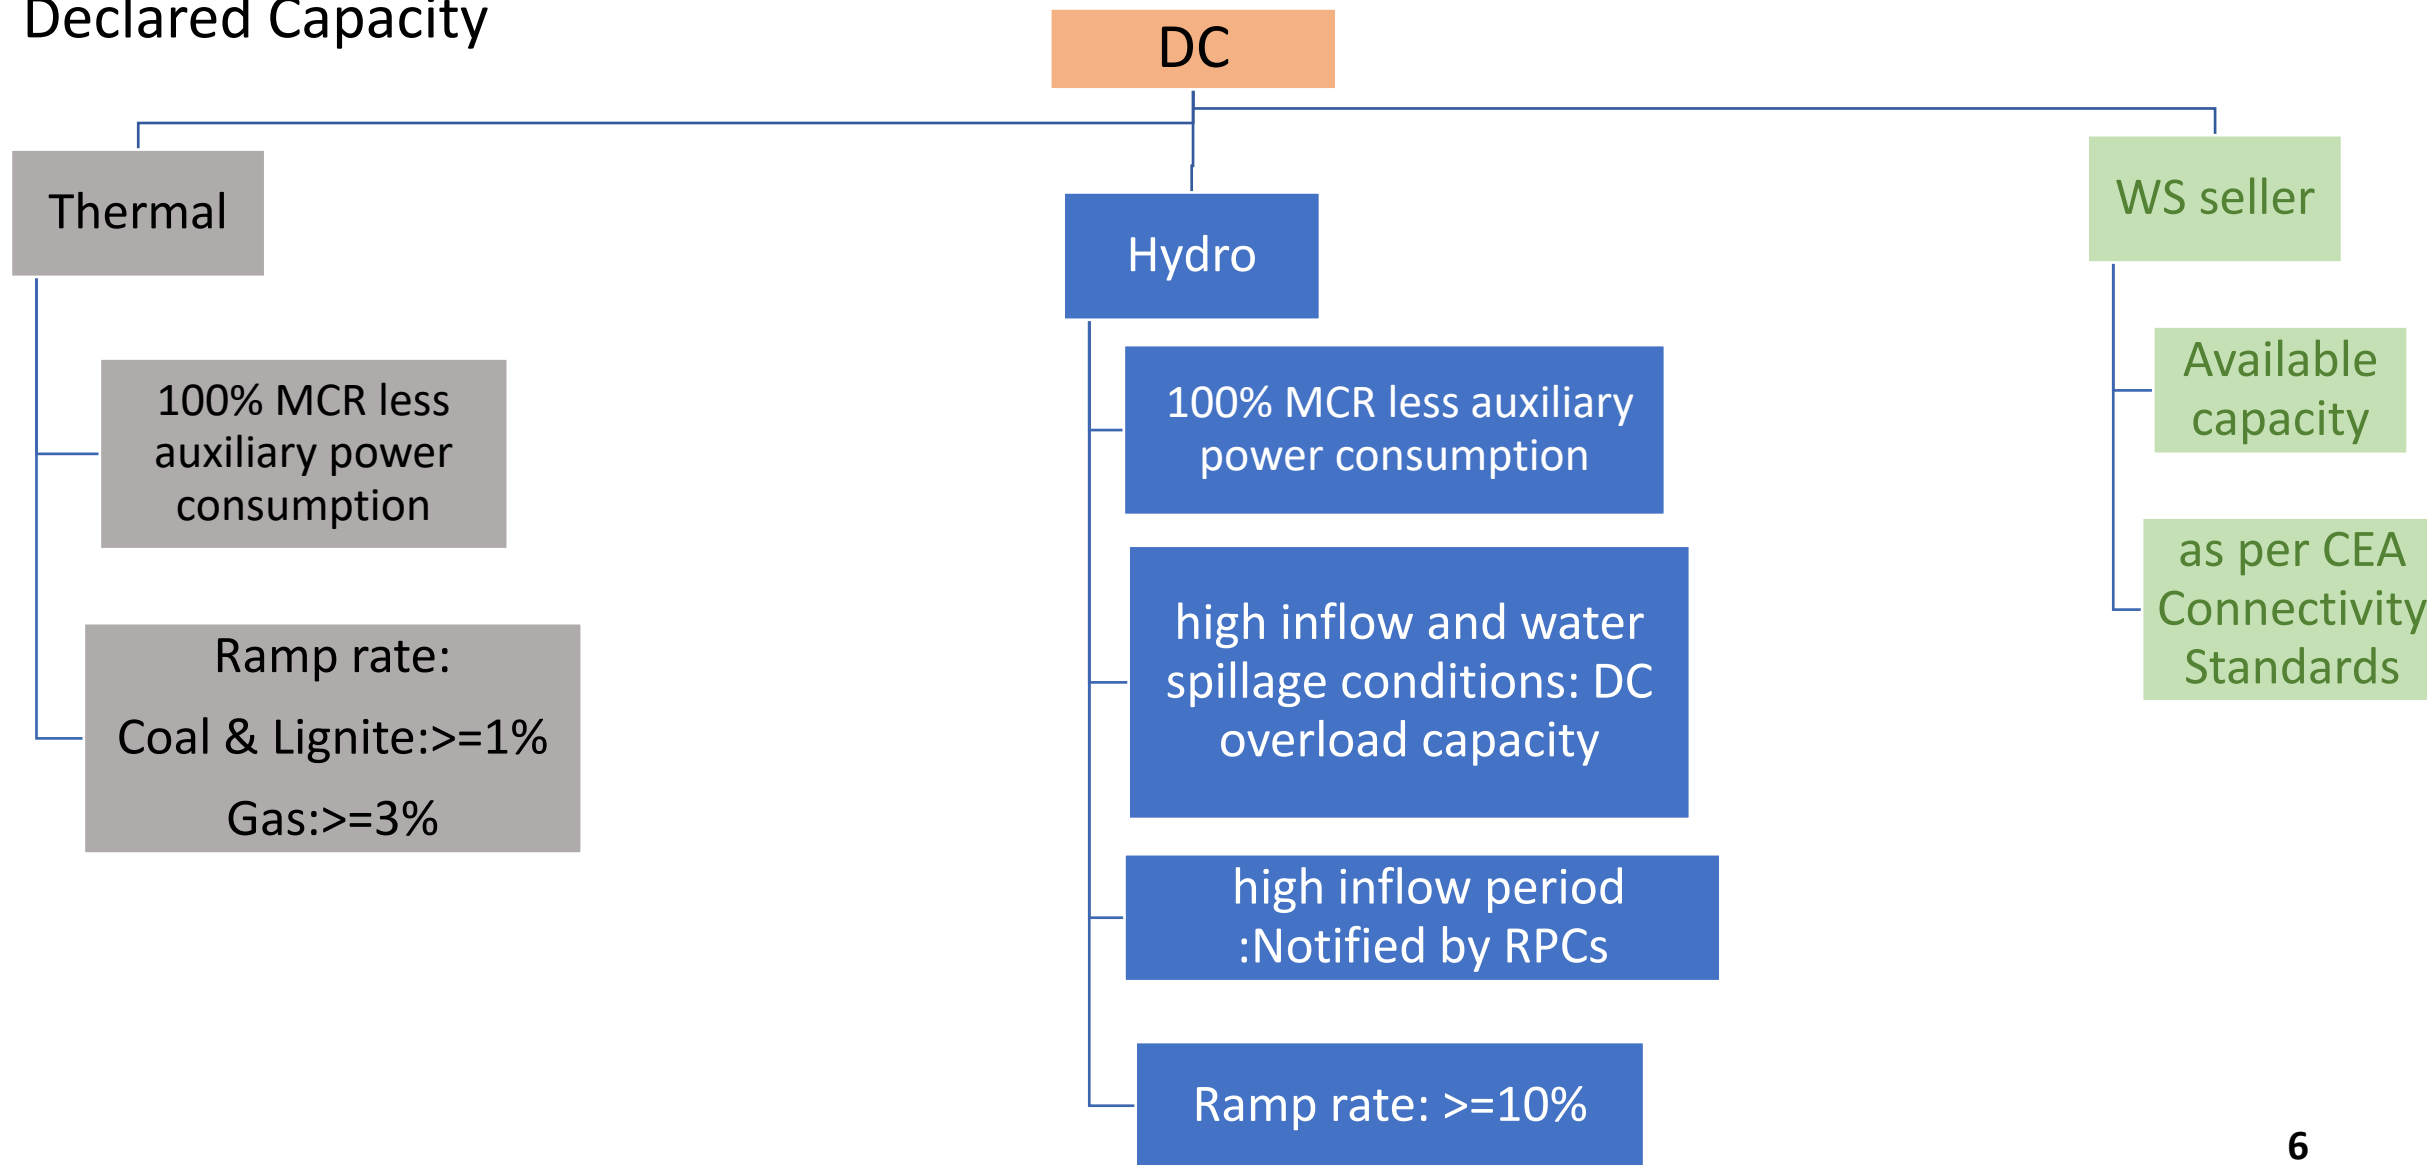 Declared Capacity
DC
Thermal
100% MCR less
auxiliary power
consumption
Ramp rate:
Coal & Lignite:>=1%
Gas:>=3%
Hydro
100% MCR less auxiliary
power consumption
high inflow and water
spillage conditions: DC
overload capacity
high inflow period
:Notified by RPCs
Ramp rate: >=10%
WS seller
Available
capacity
as per CEA
Connectivity
Standards
6